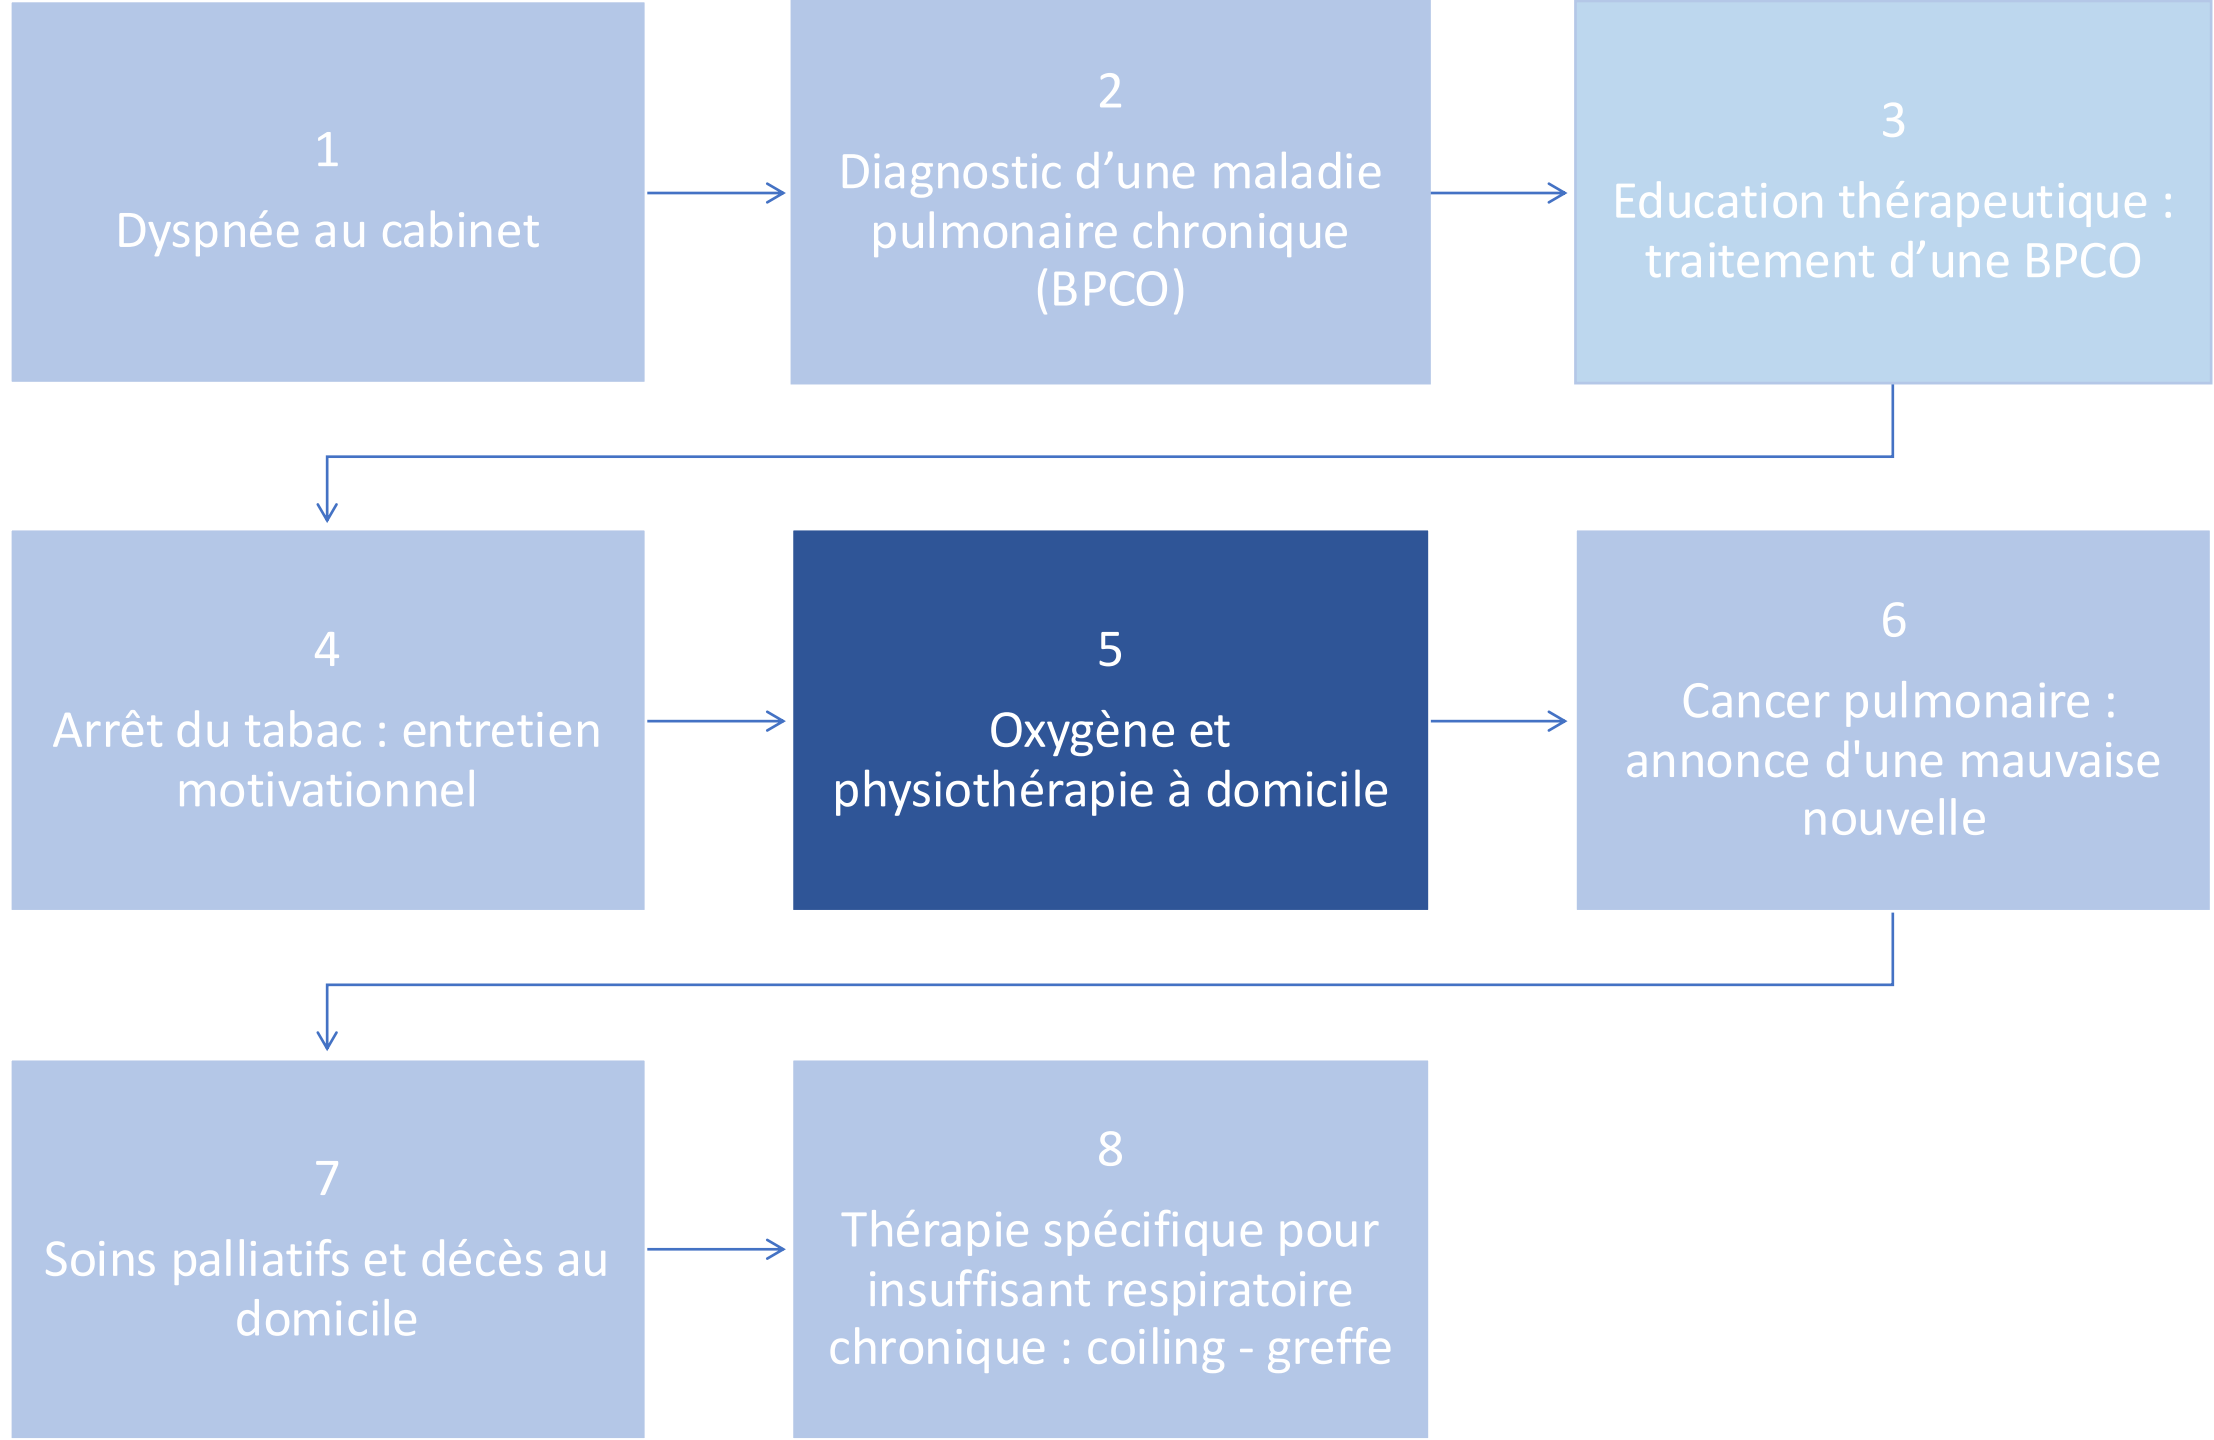 1
Dyspnée au cabinet
2
Diagnostic d’une maladie
pulmonaire chronique
(BPCO)
3
Education thérapeutique :
traitement d’une BPCO
4
Arrêt du tabac : entretien
motivationnel
5
Oxygène et
physiothérapie à domicile
6
Cancer pulmonaire :
annonce d'une mauvaise
nouvelle
7
Soins palliatifs et décès au
domicile
8
Thérapie spécifique pour
insuffisant respiratoire
chronique : coiling - greffe